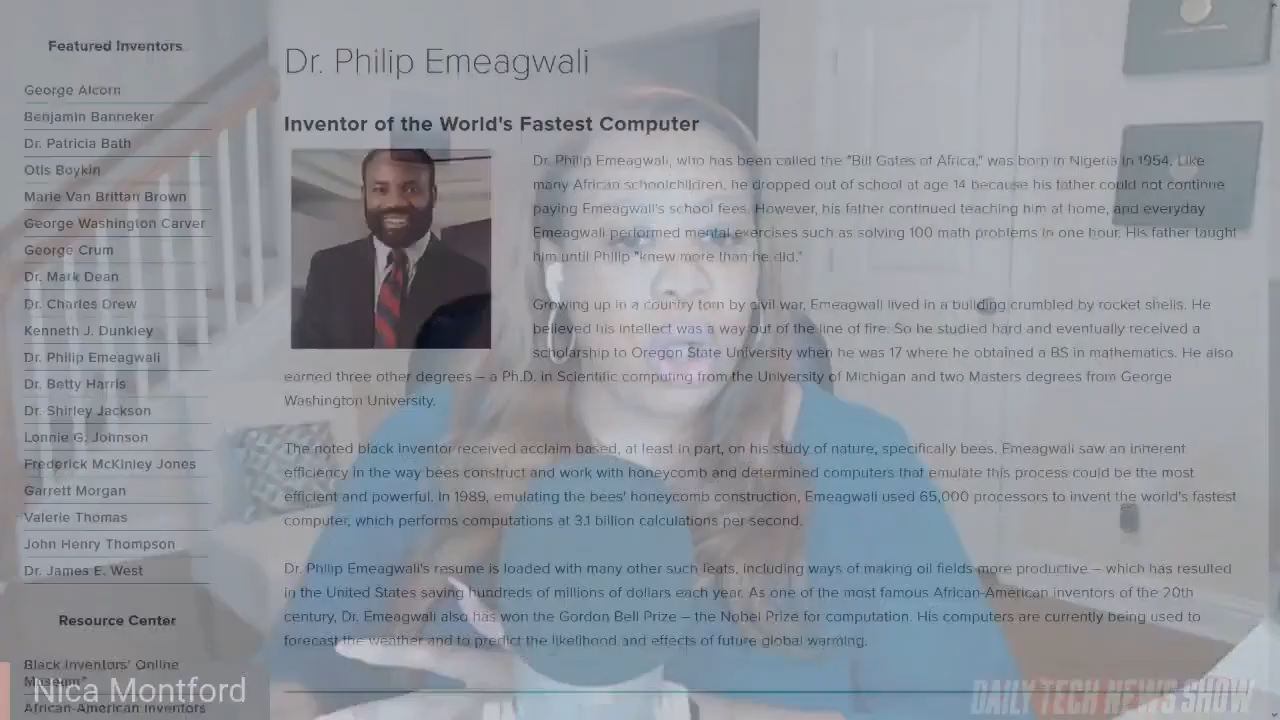 Featured Inventors
George Alcorn
Benjamin Banneker
Dr. Patricia Bath
Otis Boykin
Marie Van Brittan Brown
George Washington Carver
George Crum
Dr. Mark Dean
Dr. Charles Drew
Kenneth J. Dunkley
Dr. Philip Emeagwali
Dr. Betty Harris
Dr. Shirley Jackson
Lonnie G. Johnson
Frederick McKinley Jones
Garrett Morgan
Valerie Thomas
John Henry Thompson
Dr. James E. West
Resource Center
Black Inventors' Online
Museum™
African-American Inventors
Dr. Philip Emeagwali
Inventor of the World's Fastest Computer
Dr. Philip Emeagwali, who has been called the "Bill Gates of Africa," was born in Nigeria in 1954. Like
many African schoolchildren, he dropped out of school at age 14 because his father could not continue
paying Emeagwali's school fees. However, his father continued teaching him at home, and everyday
Emeagwali performed mental exercises such as solving 100 math problems in one hour. His father taught
him until Philip "knew more than he did."
Growing up in a country torn by civil war, Emeagwali lived in a building crumbled by rocket shells. He
believed his intellect was a way out of the line of fire. So he studied hard and eventually received a
scholarship to Oregon State University when he was 17 where he obtained a BS in mathematics. He also
earned three other degrees – a Ph.D. in Scientific computing from the University of Michigan and two Masters degrees from George
Washington University.
The noted black inventor received acclaim based, at least in part, on his study of nature, specifically bees. Emeagwali saw an inherent
efficiency in the way bees construct and work with honeycomb and determined computers that emulate this process could be the most
efficient and powerful. In 1989, emulating the bees' honeycomb construction, Emeagwali used 65,000 processors to invent the world's fastest
computer, which performs computations at 3.1 billion calculations per second.
Dr. Philip Emeagwali's resume is loaded with many other such feats, including ways of making oil fields more productive – which has resulted
in the United States saving hundreds of millions of dollars each year. As one of the most famous African-American inventors of the 20th
century, Dr. Emeagwali also has won the Gordon Bell Prize – the Nobel Prize for computation. His computers are currently being used to
forecast the weather and to predict the likelihood and effects of future global warming.
Nica Montford
DAILY TECH NEWS SHOW